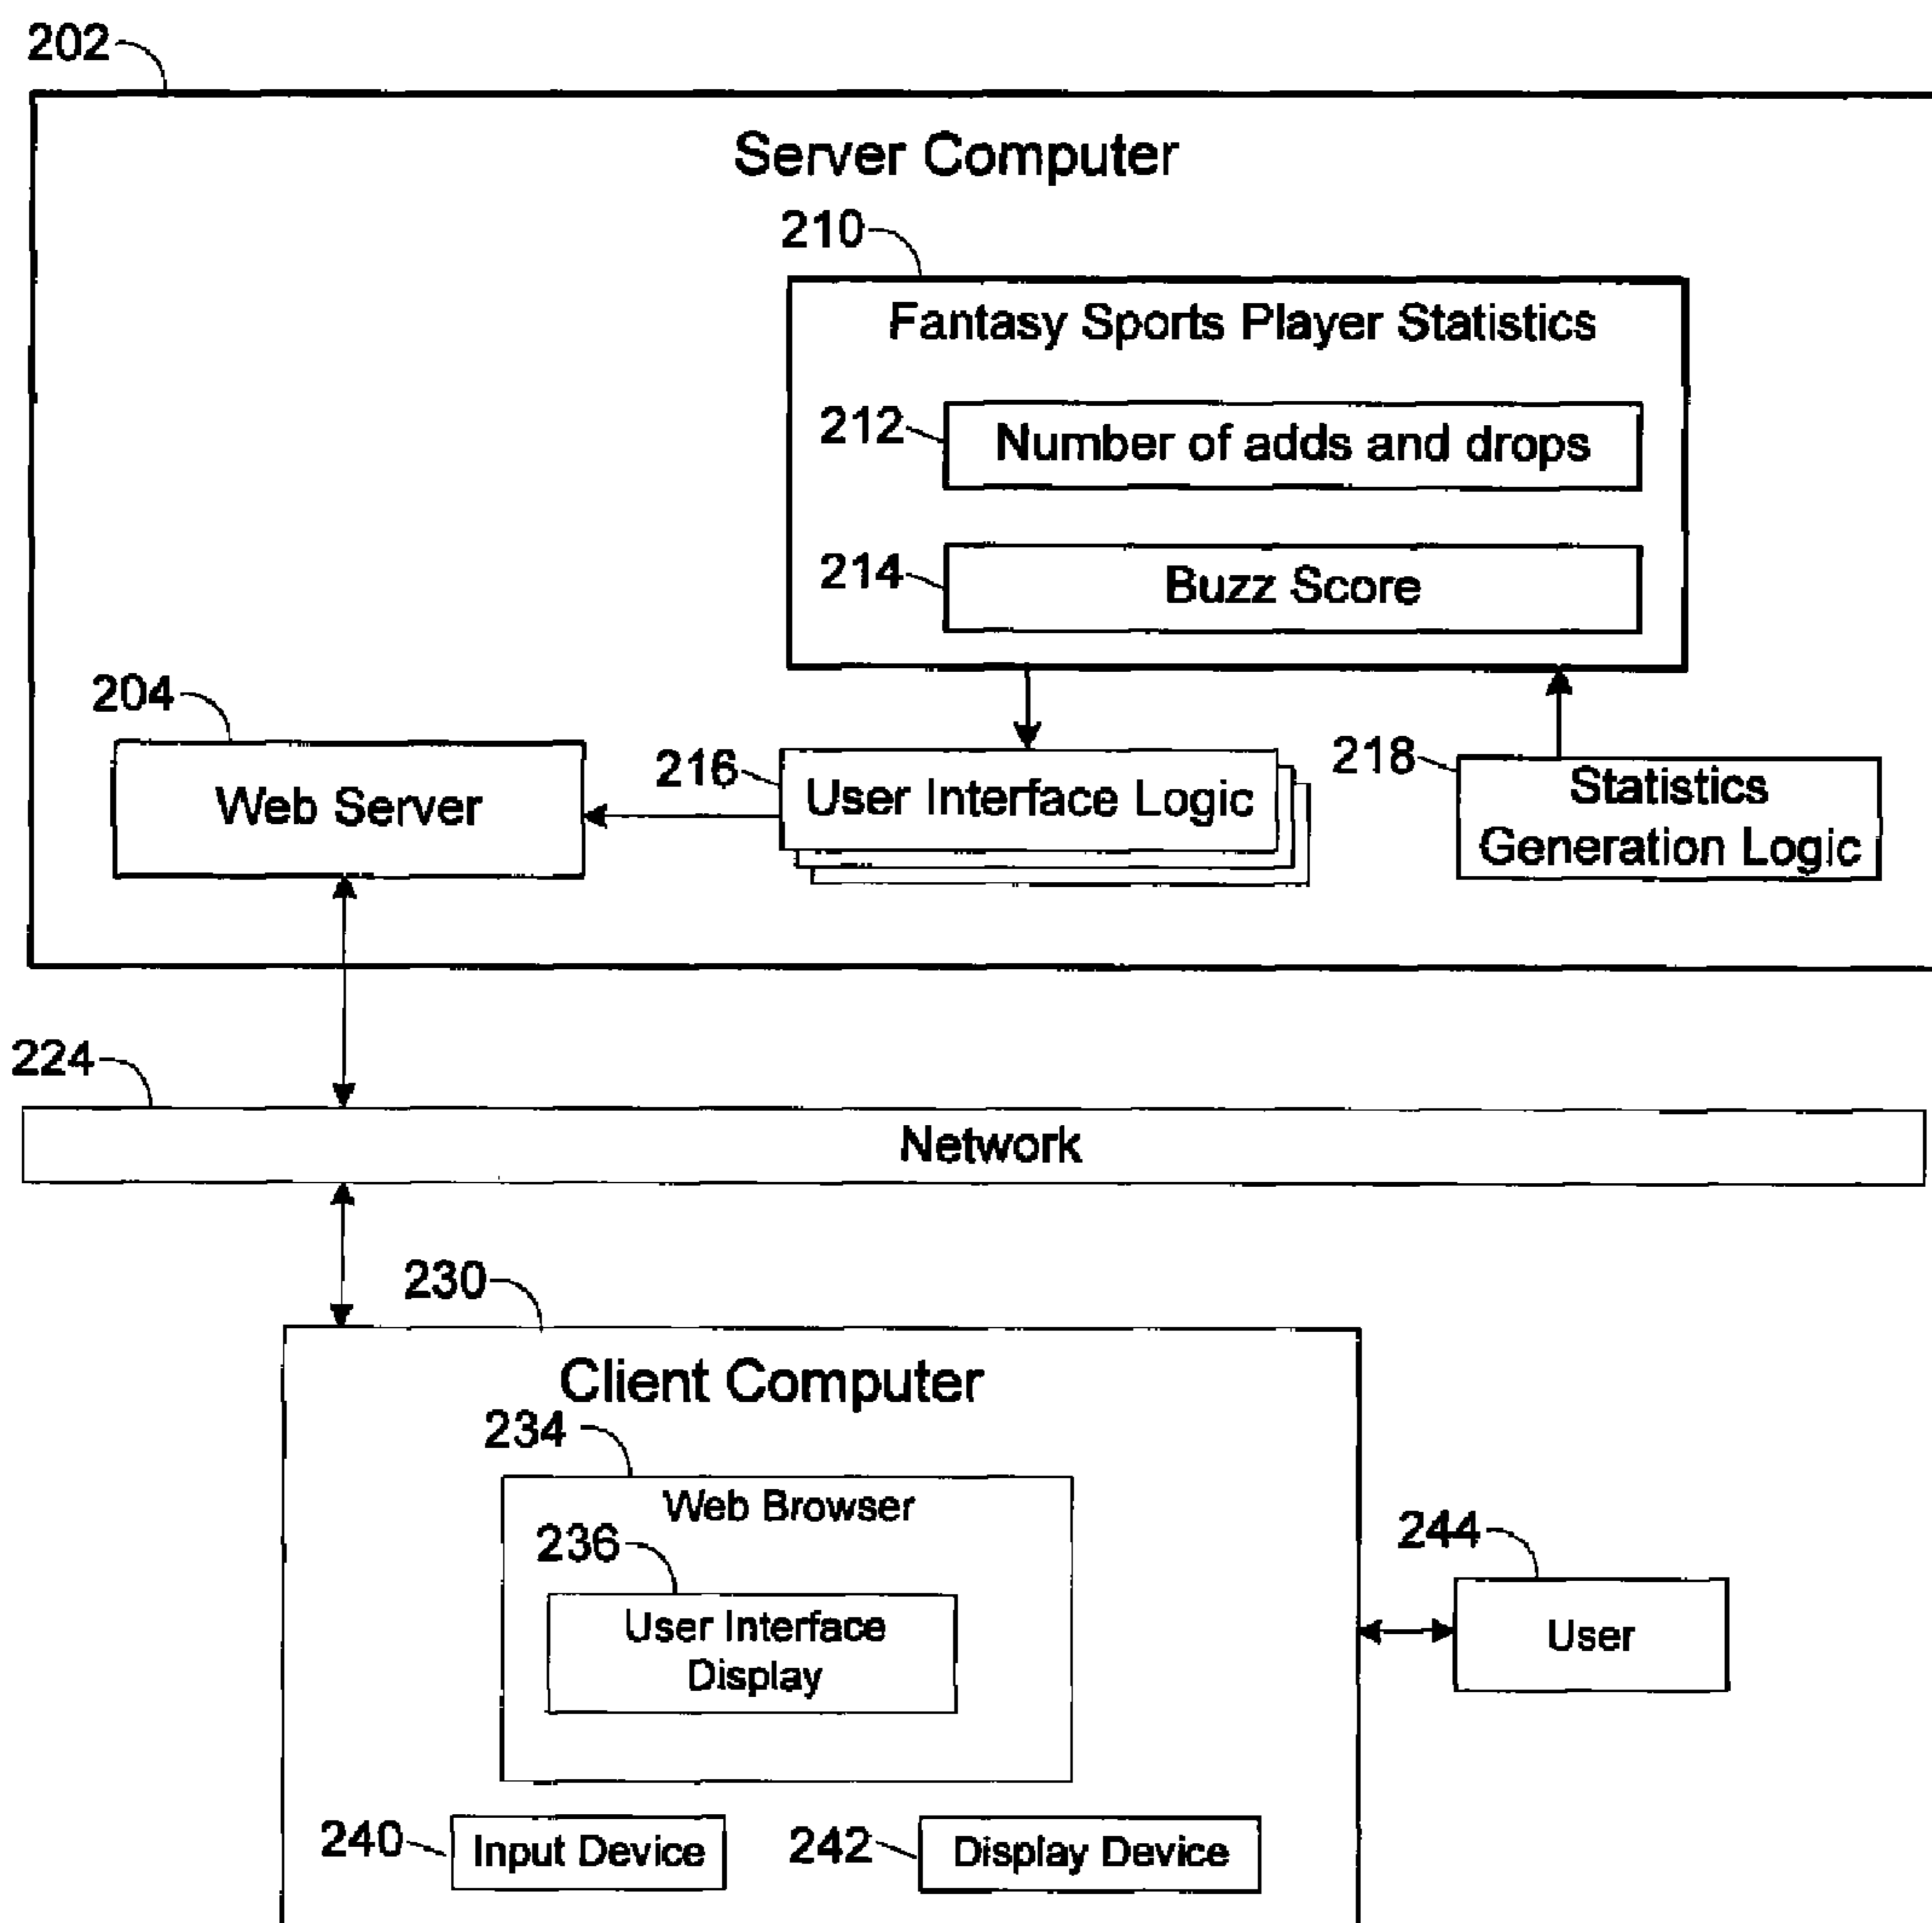 202
Server Computer
210
Fantasy Sports Player Statistics
212
Number of adds and drops
214
Buzz Score
204
Web Server
216
User Interface Logic
218
Statistics
Generation Logic
224
Network
230
Client Computer
234
Web Browser
236
User Interface
Display
244
User
240
Input Device
242
Display Device